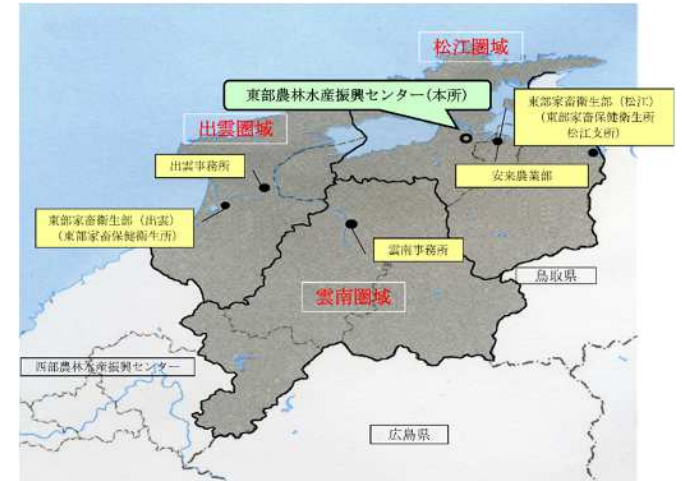 松江圏域
東部農林水産振興センター(本所)
東部家畜衛生部（松江）
（東部家畜保健衛生所
松江支所）
出雲圏域
出雲事務所
安来農業部
東部家畜衛生部（出雲）
（東部家畜保健衛生所）
雲南事務所
鳥取県
雲南圏域
西部農林水産振興センター
広島県